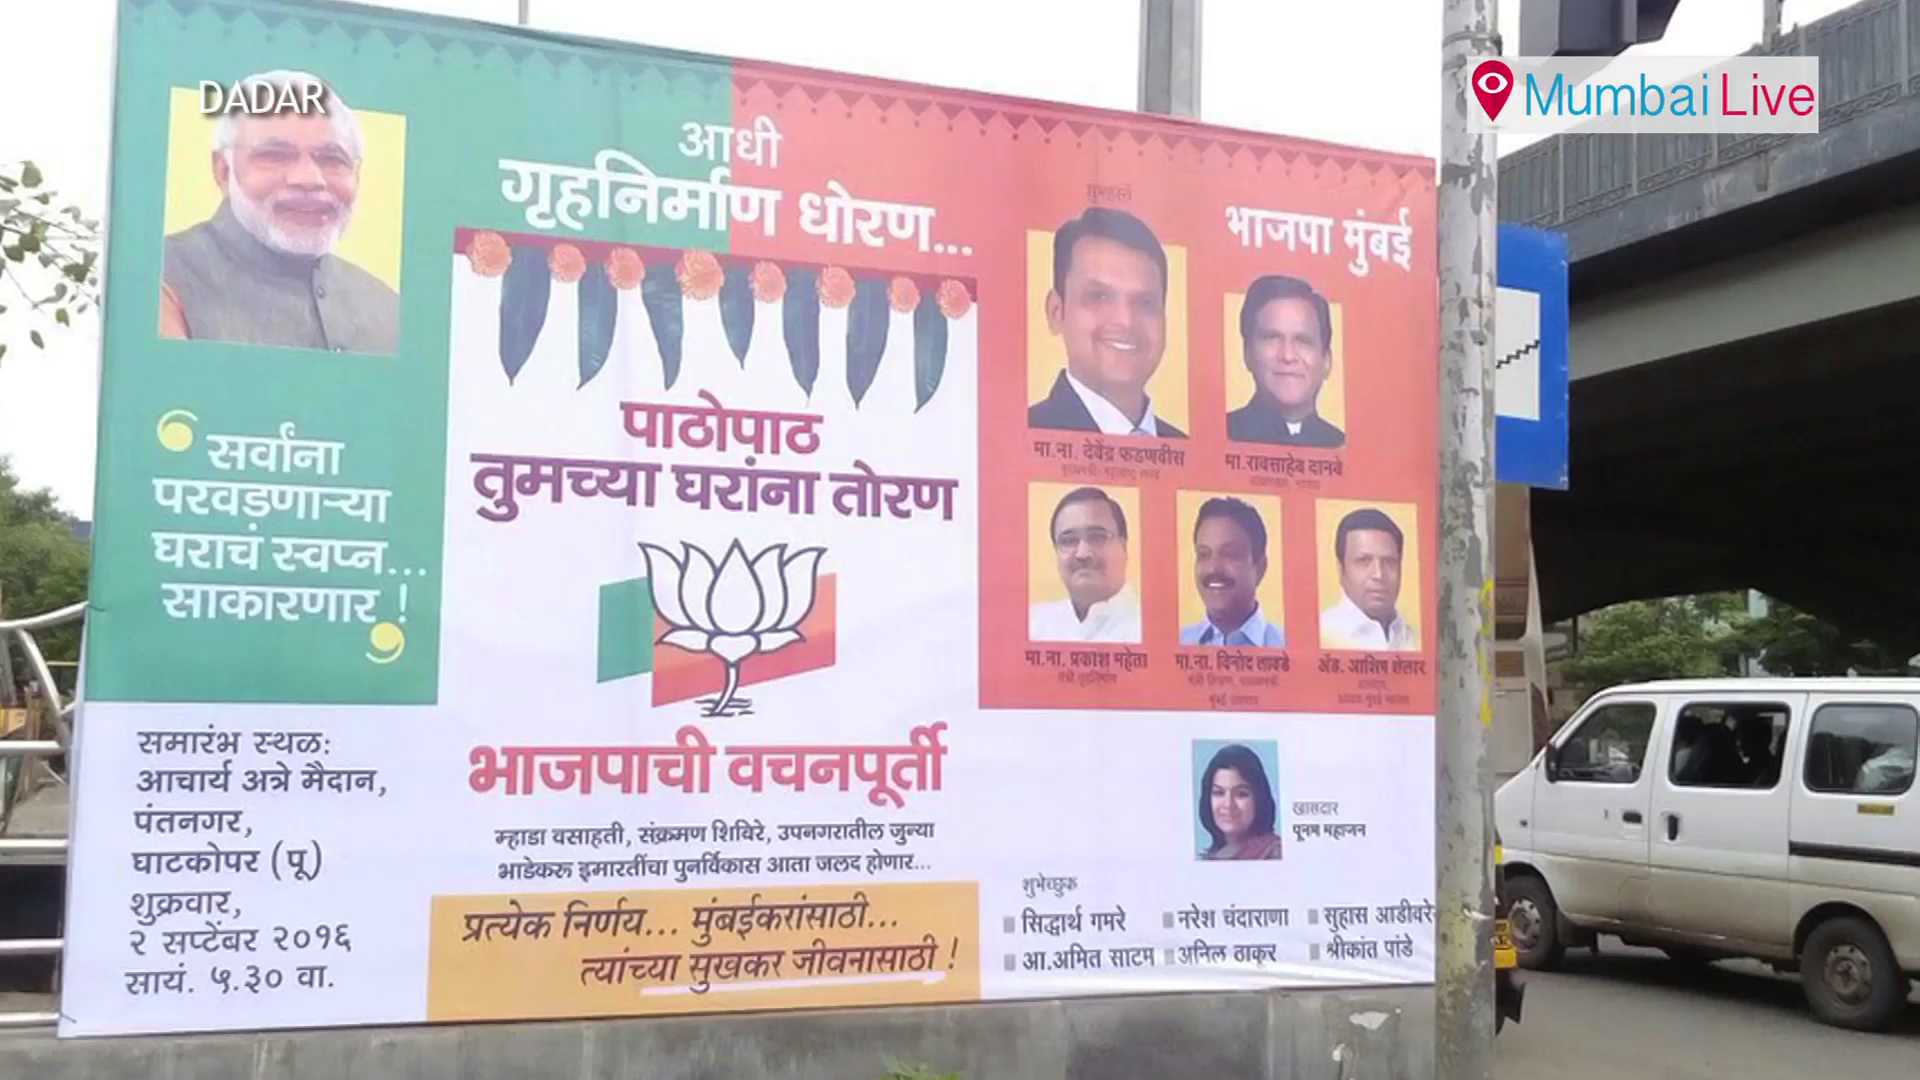 DADAR
Mumbai Live
आधी
गृहनिर्माण धोरण...
शुभहस्ते
भाजपा मुंबई
पाठोपाठ
तुमच्या घरांना तोरण
सर्वांना
परवडणाऱ्या
घराचं स्वप्न...
साकारणार !
मा.ना. देवेंद्र फडणवीस
मा.रावसाहेब दानवे
मा.ना. प्रकाश महेता
मा.ना. विनोद तावडे
ॲड. आशिष शेलार
समारंभ स्थळ:
आचार्य अत्रे मैदान,
पंतनगर,
घाटकोपर (पू)
शुक्रवार,
२ सप्टेंबर २०१६
सायं. ५.३० वा.
भाजपाची वचनपूर्ती
म्हाडा वसाहती, संक्रमण शिबिरे, उपनगरातील जुन्या
भाडेकरू इमारतींचा पुनर्विकास आता जलद होणार...
प्रत्येक निर्णय... मुंबईकरांसाठी...
त्यांच्या सुखकर जीवनासाठी !
खासदार
पूनम महाजन
शुभेच्छुक
सिद्धार्थ गमरे नरेश चंदाराणा सुहास आडीवरे
आ.अमित साटम अनिल ठाकूर श्रीकांत पांडे